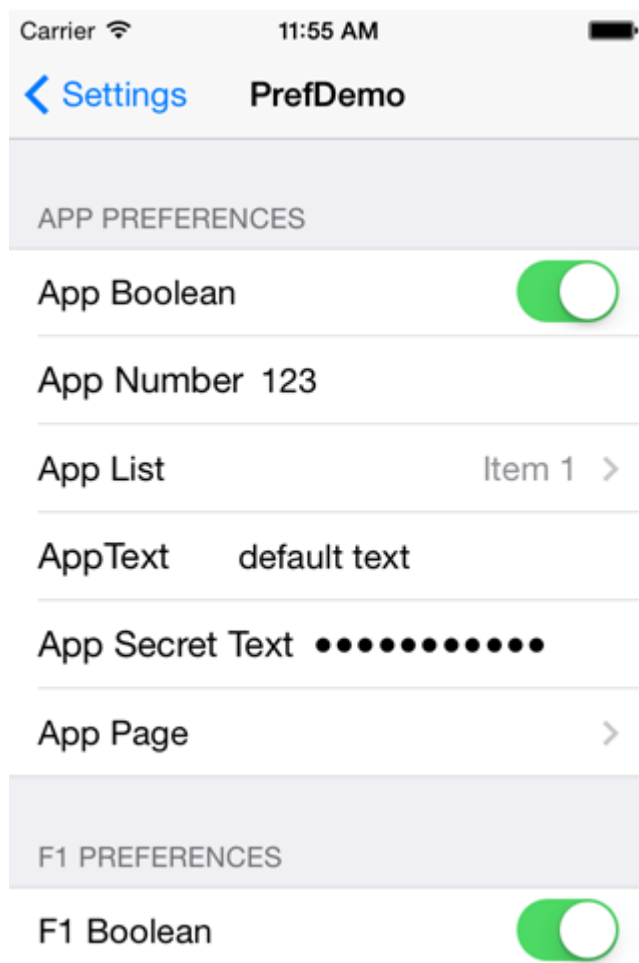 Carrier 11:55 AM
Settings PrefDemo
APP PREFERENCES
App Boolean
App Number 123
App List Item 1
AppText default text
App Secret Text •••••••••••
App Page
F1 PREFERENCES
F1 Boolean